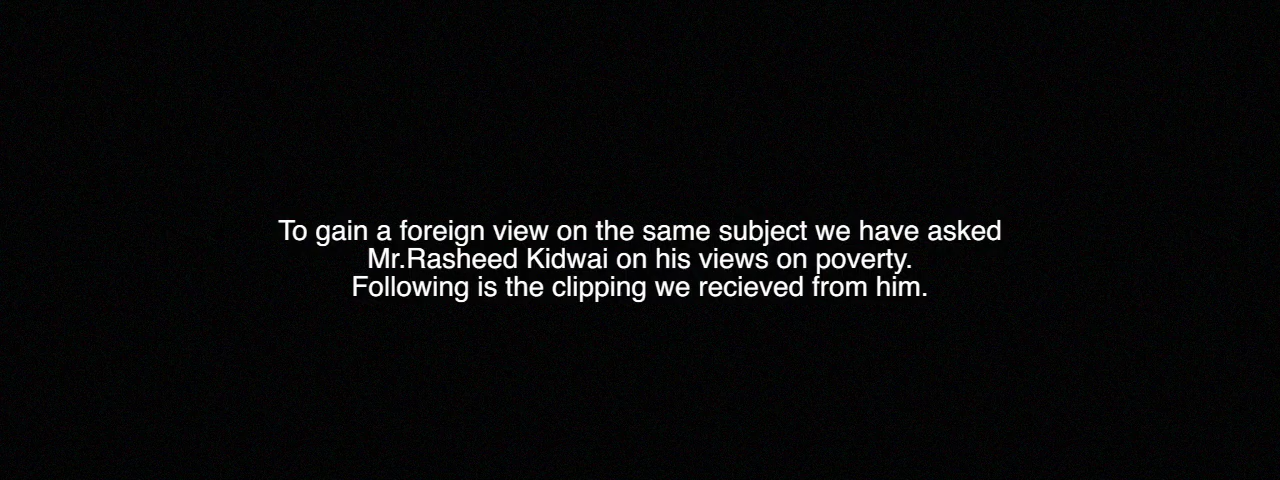 To gain a foreign view on the same subject we have asked
Mr.Rasheed Kidwai on his views on poverty.
Following is the clipping we recieved from him.